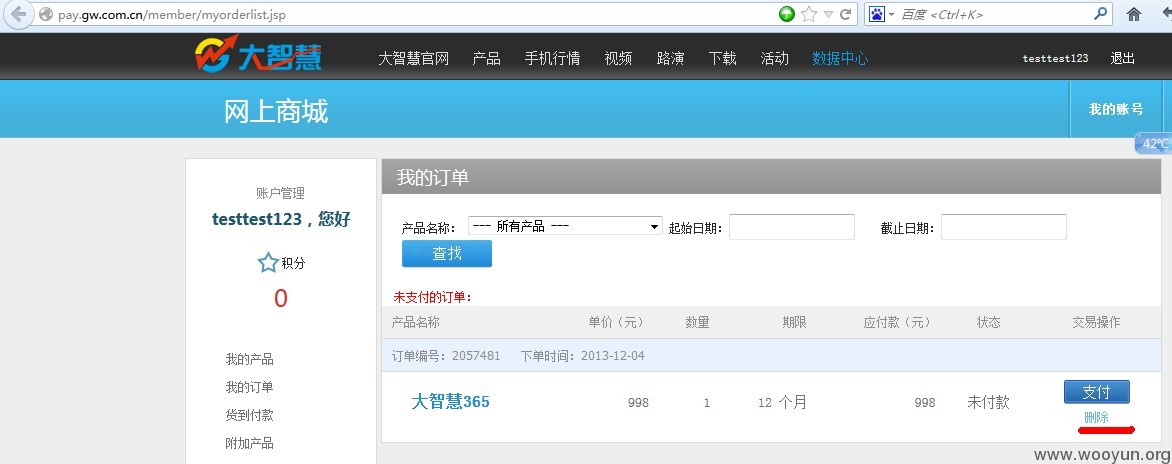 pay.gw.com.cn/member/myorderlist.jsp 百度 <Ctrl+K>
大智慧 大智慧官网 产品 手机行情 视频 路演 下载 活动 数据中心 testtest123 退出
网上商城 我的账号
42℃
账户管理
testtest123，您好
积分
0
我的产品
我的订单
货到付款
附加产品
我的订单
产品名称： --- 所有产品 --- 起始日期： 截止日期：
查找
未支付的订单：
产品名称 单价（元） 数量 期限 应付款（元） 状态 交易操作
订单编号：2057481 下单时间：2013-12-04
大智慧365 998 1 12 个月 998 未付款 支付
删除
www.wooyun.org